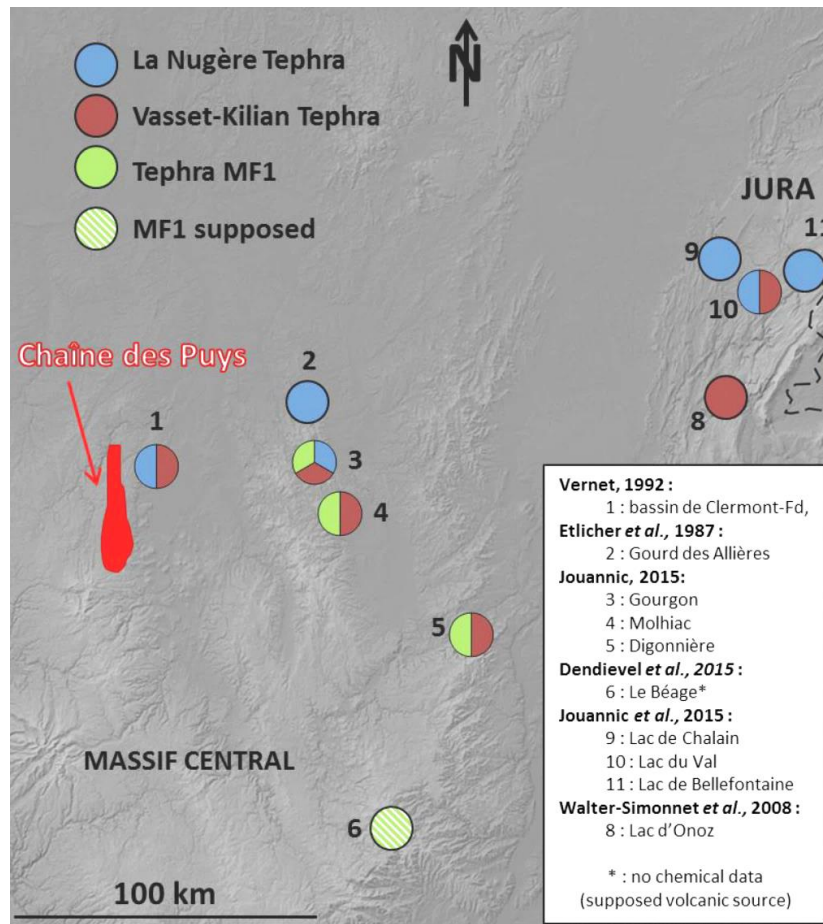 La Nugère Tephra
Vasset-Kilian Tephra
Tephra MF1
MF1 supposed
N
JURA
9
11
10
8
Chaîne des Puys
1
2
3
4
5
6
MASSIF CENTRAL
100 km
Vernet, 1992 :
1 : bassin de Clermont-Fd,
Etlicher et al., 1987 :
2 : Gourd des Allières
Jouannic, 2015:
3 : Gourgon
4 : Molhiac
5 : Digonnière
Dendievel et al., 2015 :
6 : Le Béage*
Jouannic et al., 2015 :
9 : Lac de Chalain
10 : Lac du Val
11 : Lac de Bellefontaine
Walter-Simonnet et al., 2008 :
8 : Lac d’Onoz
* : no chemical data
(supposed volcanic source)